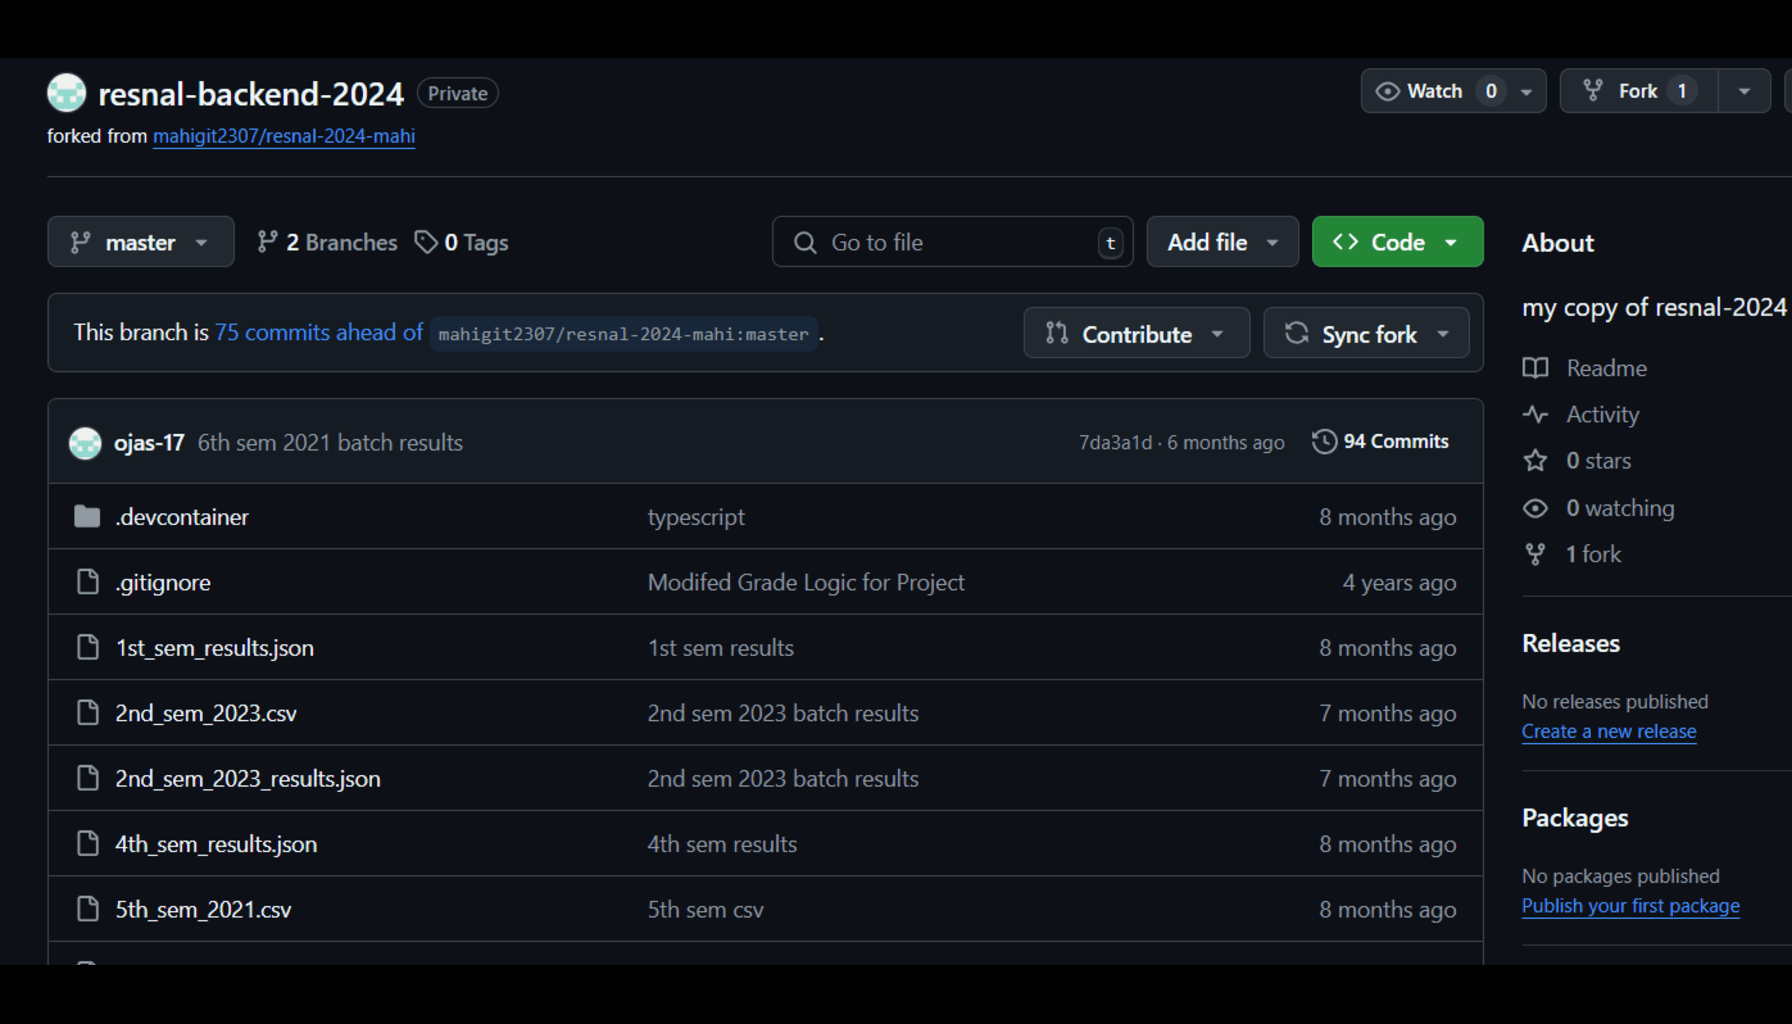 resnal-backend-2024 Private
Watch 0
Fork 1
forked from mahigit2307/resnal-2024-mahi
master
2 Branches
0 Tags
Go to file t
Add file
Code
This branch is 75 commits ahead of mahigit2307/resnal-2024-mahi:master .
Contribute
Sync fork
ojas-17 6th sem 2021 batch results 7da3a1d · 6 months ago 94 Commits
.devcontainer typescript 8 months ago
.gitignore Modifed Grade Logic for Project 4 years ago
1st_sem_results.json 1st sem results 8 months ago
2nd_sem_2023.csv 2nd sem 2023 batch results 7 months ago
2nd_sem_2023_results.json 2nd sem 2023 batch results 7 months ago
4th_sem_results.json 4th sem results 8 months ago
5th_sem_2021.csv 5th sem csv 8 months ago
About
my copy of resnal-2024
Readme
Activity
0 stars
0 watching
1 fork
Releases
No releases published
Create a new release
Packages
No packages published
Publish your first package